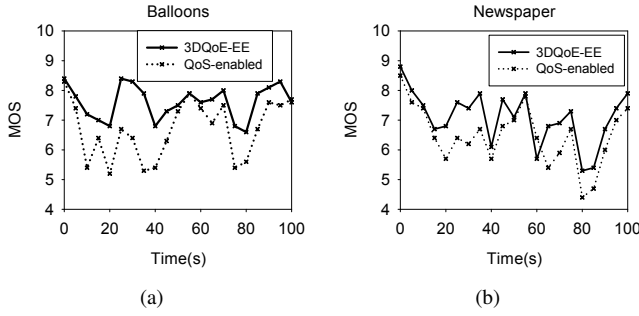 Balloons
10
9
8
7
6
5
4
MOS
3DQoE-EE
QoS-enabled
0 20 40 60 80 100
Time(s)
(a)
Newspaper
10
9
8
7
6
5
4
MOS
3DQoE-EE
QoS-enabled
0 20 40 60 80 100
Time(s)
(b)